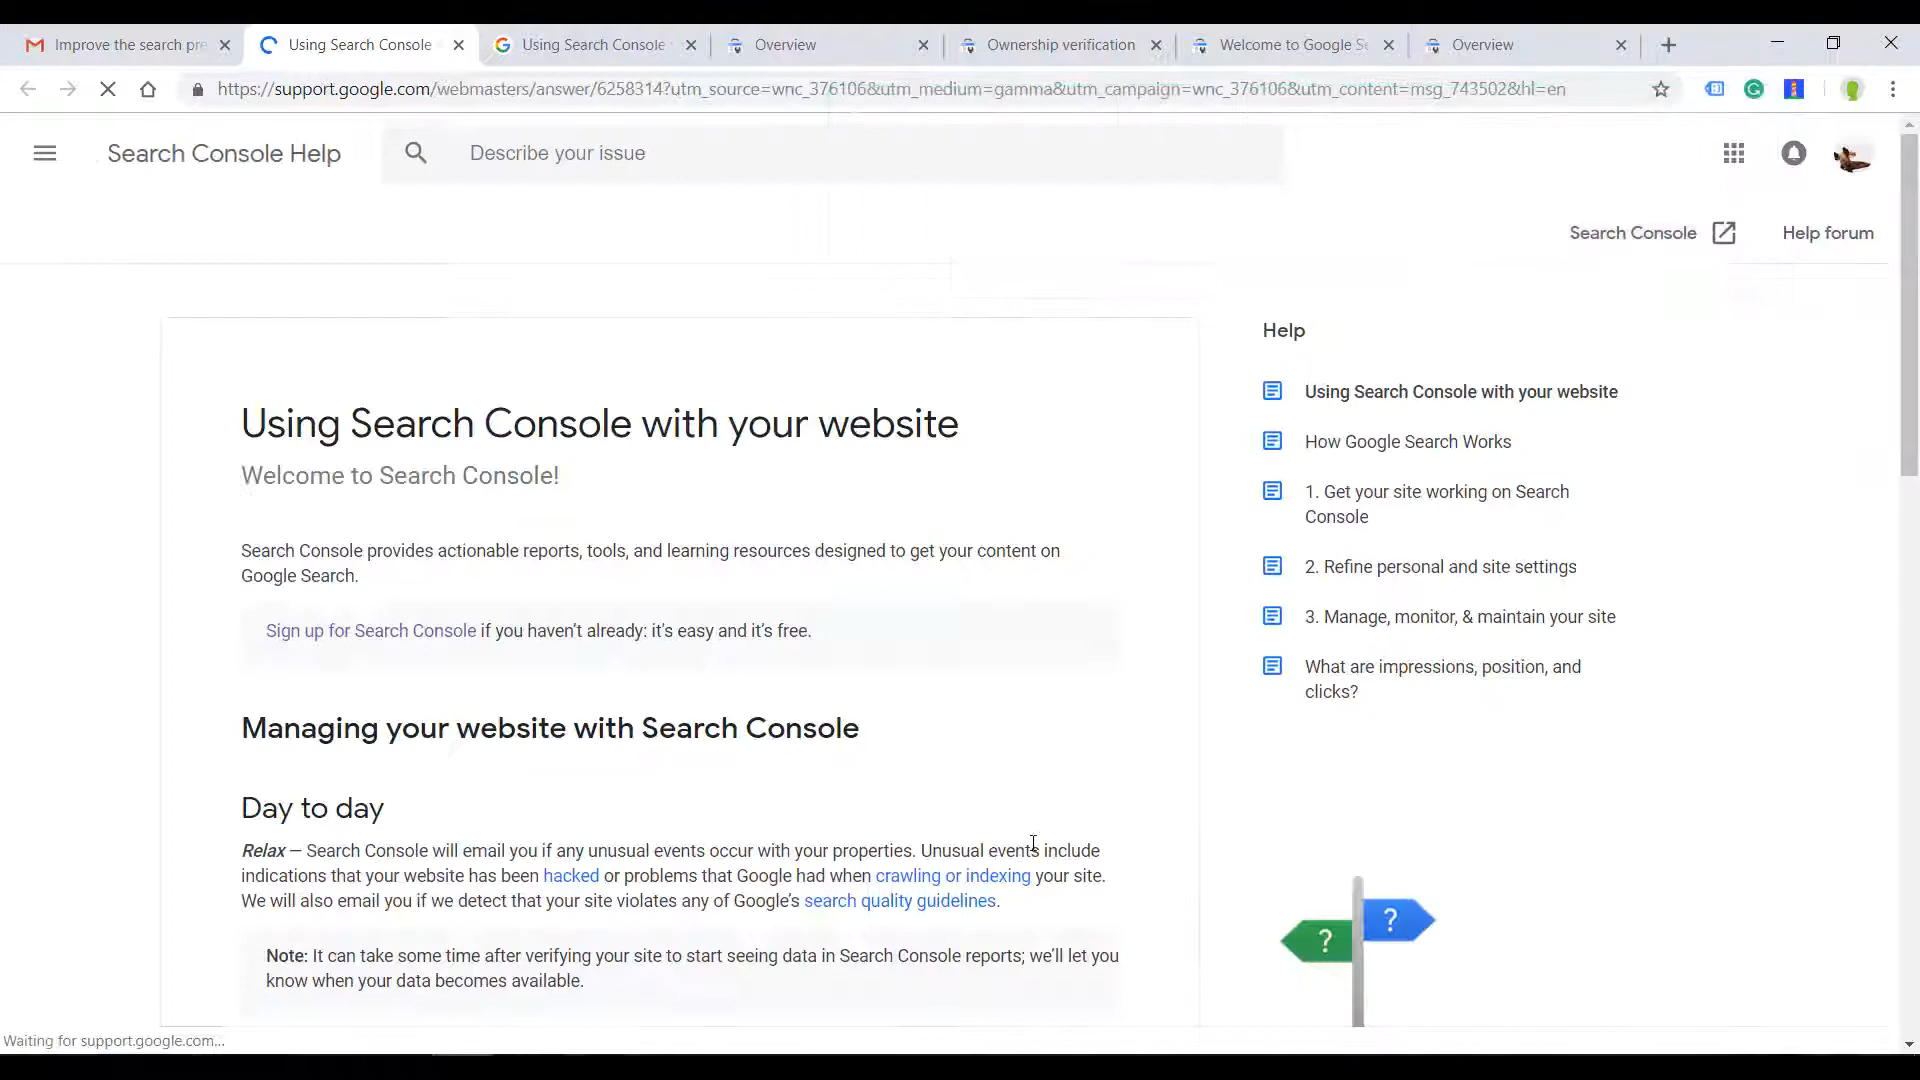 Improve the search pre
Using Search Console
Using Search Console
Overview
Ownership verification
Welcome to Google Se
Overview
https://support.google.com/webmasters/answer/6258314?utm_source=wnc_376106&utm_medium=gamma&utm_campaign=wnc_376106&utm_content=msg_743502&hl=en
Search Console Help
Describe your issue
Search Console
Help forum
Using Search Console with your website
Welcome to Search Console!
Search Console provides actionable reports, tools, and learning resources designed to get your content on
Google Search.
Sign up for Search Console if you haven’t already: it's easy and it’s free.
Managing your website with Search Console
Day to day
Relax — Search Console will email you if any unusual events occur with your properties. Unusual events include
indications that your website has been hacked or problems that Google had when crawling or indexing your site.
We will also email you if we detect that your site violates any of Google’s search quality guidelines.
Note: It can take some time after verifying your site to start seeing data in Search Console reports; we’ll let you
know when your data becomes available.
Help
Using Search Console with your website
How Google Search Works
1. Get your site working on Search
Console
2. Refine personal and site settings
3. Manage, monitor, & maintain your site
What are impressions, position, and
clicks?
? ?
Waiting for support.google.com...